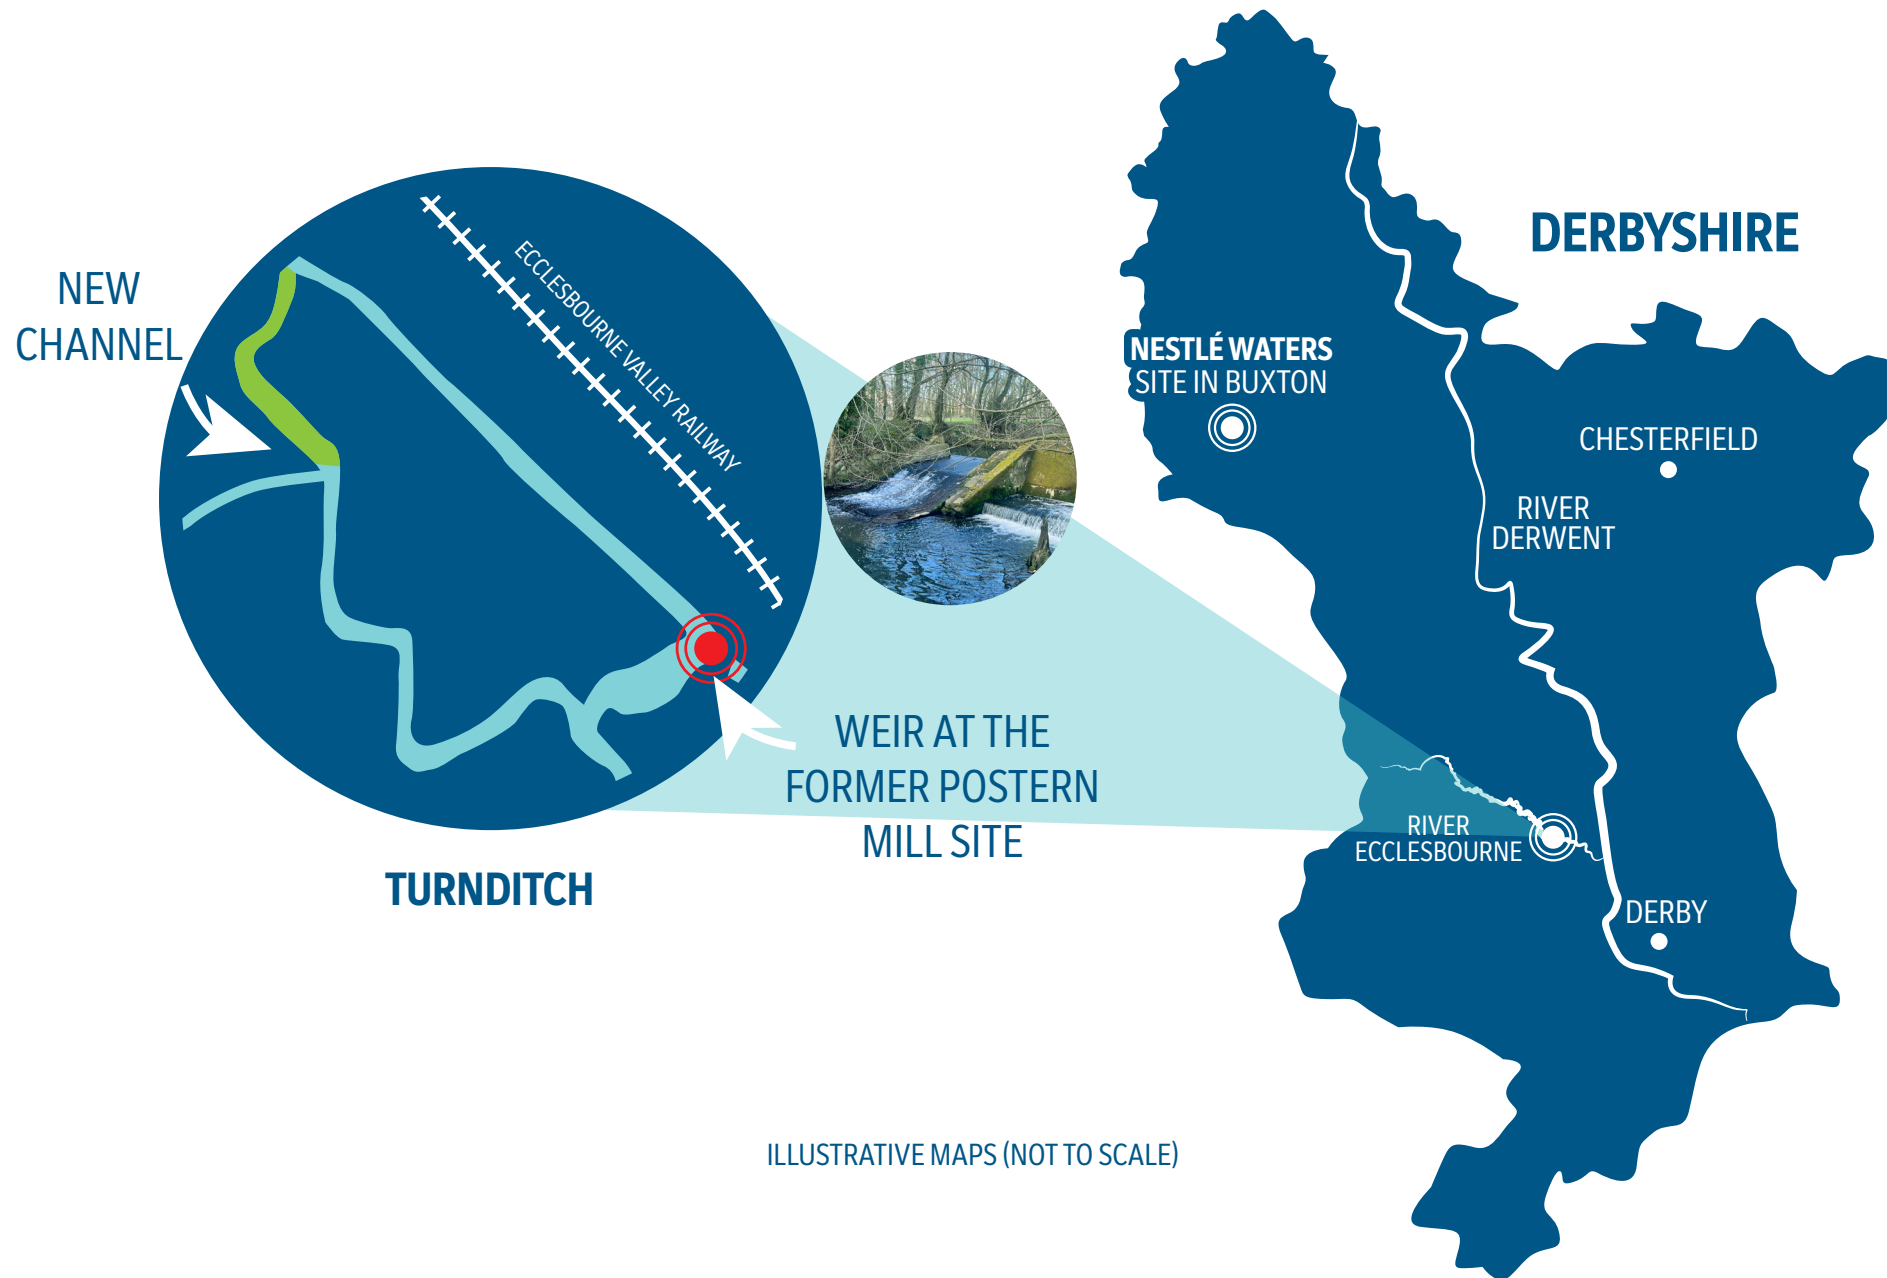 NEW
CHANNEL
ECCLESBOURNE VALLEY RAILWAY
WEIR AT THE
FORMER POSTERN
MILL SITE
TURNDITCH
DERBYSHIRE
NESTLÉ WATERS
SITE IN BUXTON
CHESTERFIELD
RIVER
DERWENT
RIVER
ECCLESBOURNE
DERBY
ILLUSTRATIVE MAPS (NOT TO SCALE)